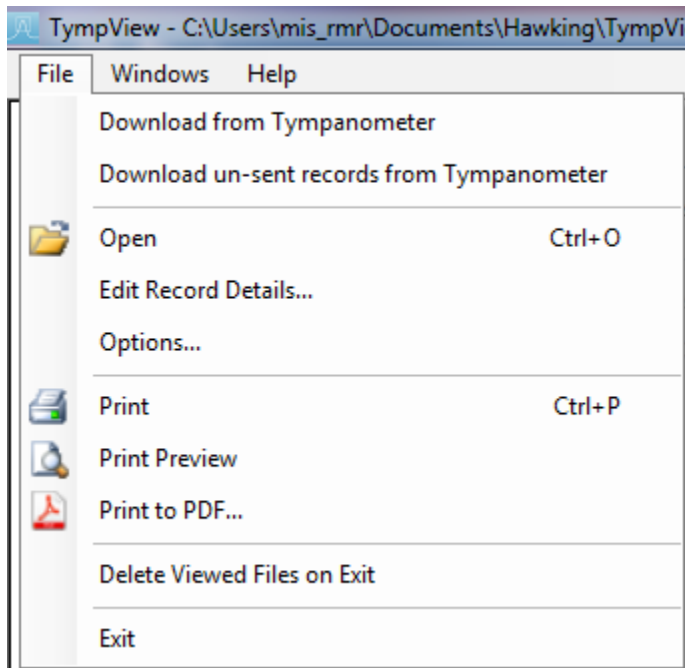 TympView - C:\Users\mis_rmr\Documents\Hawking\TympVi
File Windows Help
Download from Tympanometer
Download un-sent records from Tympanometer
Open Ctrl+O
Edit Record Details...
Options...
Print Ctrl+P
Print Preview
Print to PDF...
Delete Viewed Files on Exit
Exit